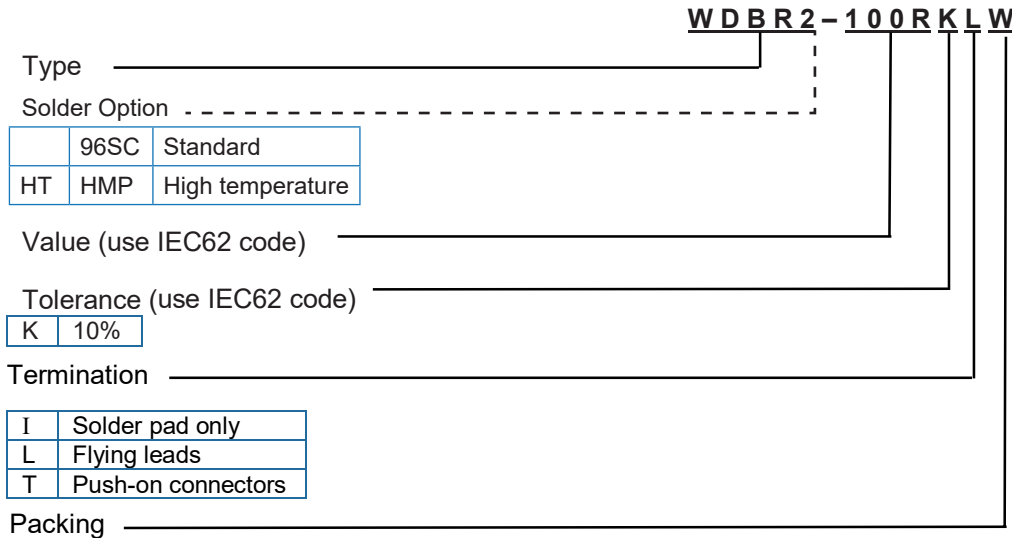 WDBR2–100RKLW
Type
Solder Option
96SC Standard
HT HMP High temperature
Value (use IEC62 code)
Tolerance (use IEC62 code)
K 10%
Termination
I Solder pad only
L Flying leads
T Push-on connectors
Packing